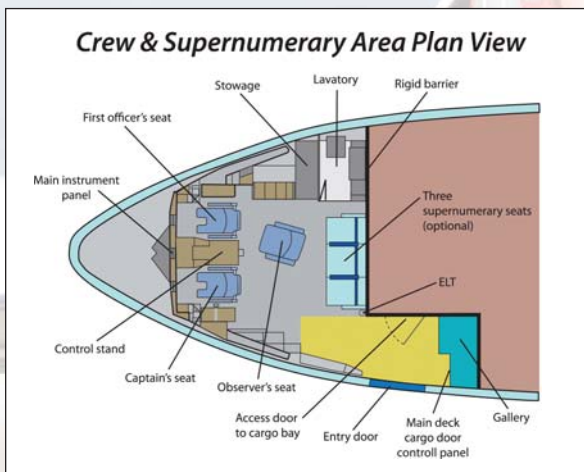 Crew & Supernumerary Area Plan View
Stowage
Lavatory
Rigid barrier
First officer's seat
Main instrument
panel
Three
supernumerary seats
(optional)
ELT
Control stand
Captain's seat
Observer's seat
Access door
to cargo bay
Entry door
Main deck
cargo door
controll panel
Gallery